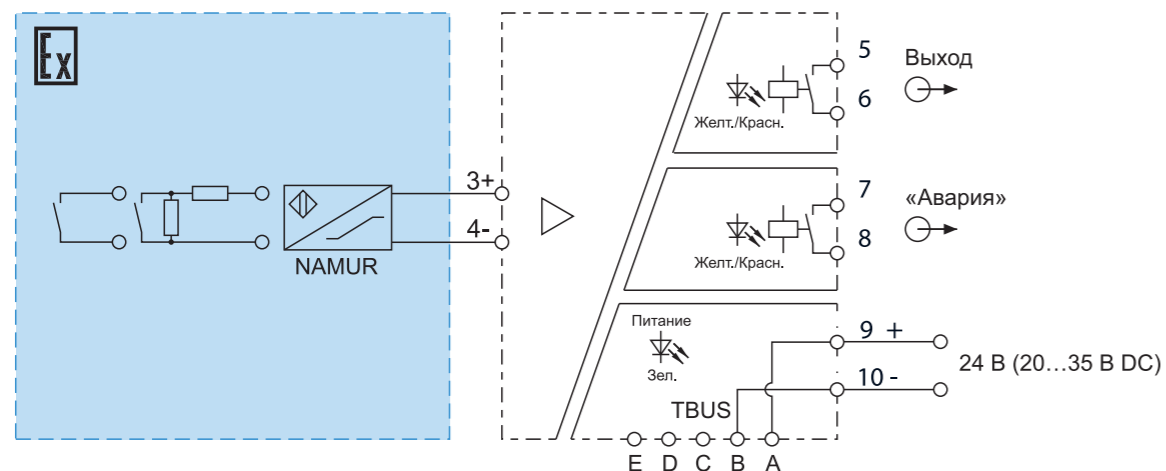 Ex
5
Выход
6
Желт./Красн.
3+
7
«Авария»
4-
8
NAMUR
Желт./Красн.
Питание
9 +
Зел.
24 В (20...35 В DC)
10 -
TBUS
E D C B A